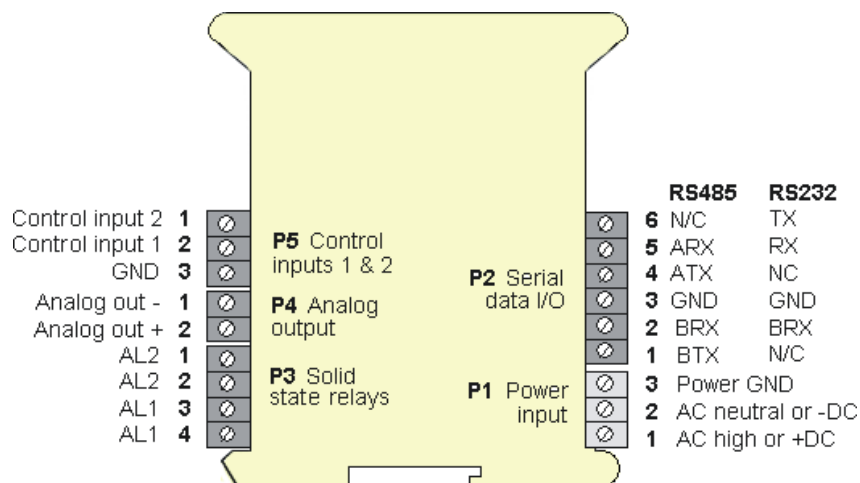 RS485 RS232
Control input 2 1
Control input 1 2
GND 3
P5 Control
inputs 1 & 2
Analog out - 1
Analog out + 2
P4 Analog
output
AL2 1
AL2 2
AL1 3
AL1 4
P3 Solid
state relays
P2 Serial
data I/O
6 N/C TX
5 ARX RX
4 ATX NC
3 GND GND
2 BRX BRX
1 BTX N/C
P1 Power
input
3 Power GND
2 AC neutral or -DC
1 AC high or +DC